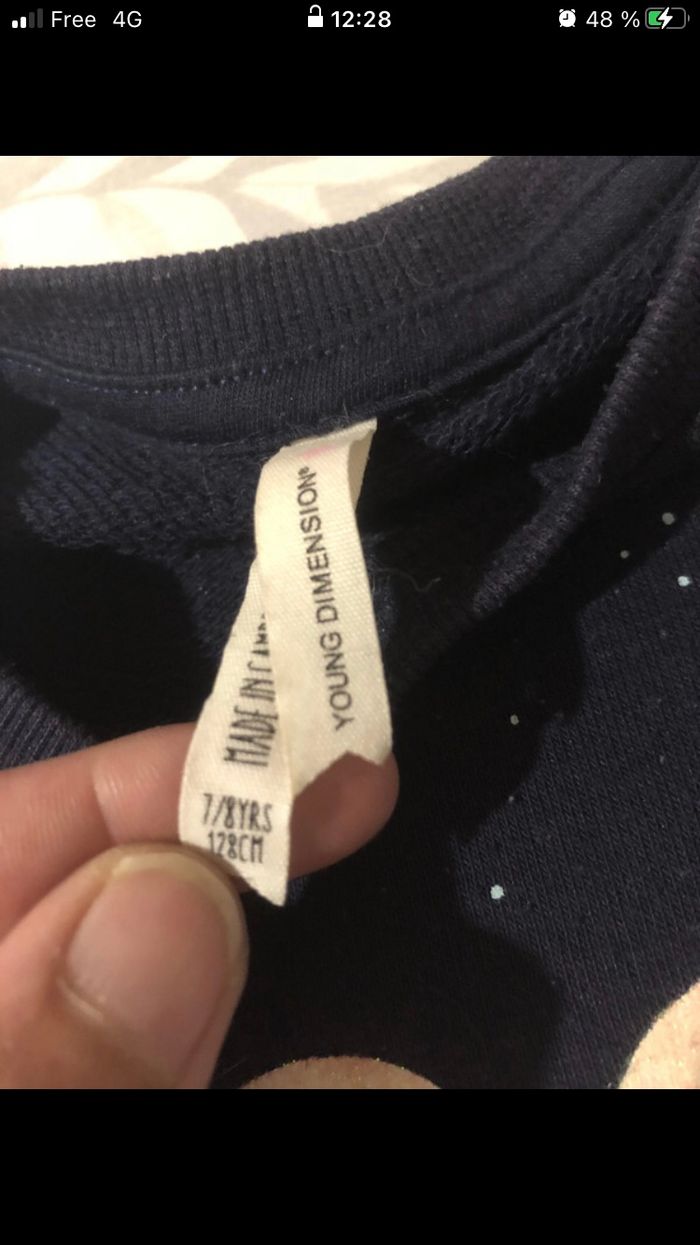 Free 4G 12:28 48 %
YOUNG DIMENSION®
MADE IN
7/8YRS
128CM